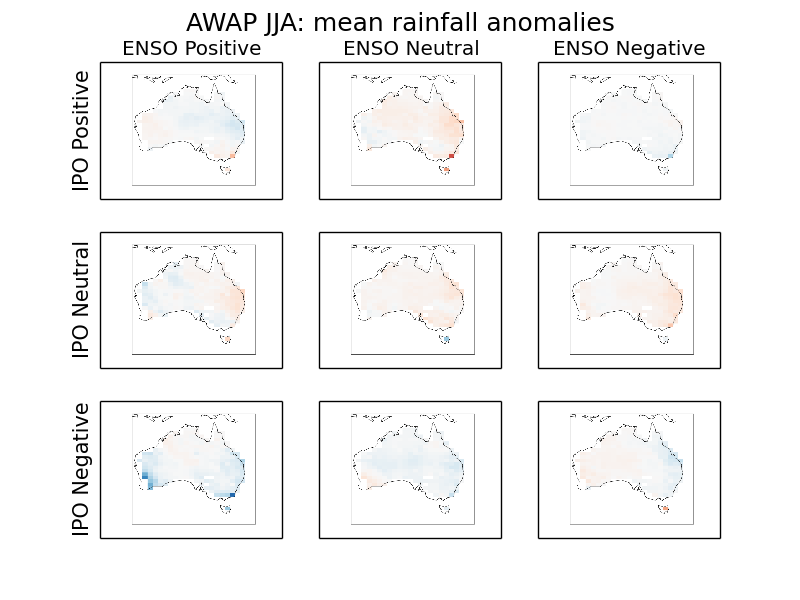 AWAP JJA: mean rainfall anomalies
ENSO Positive
ENSO Neutral
ENSO Negative
IPO Positive
IPO Neutral
IPO Negative